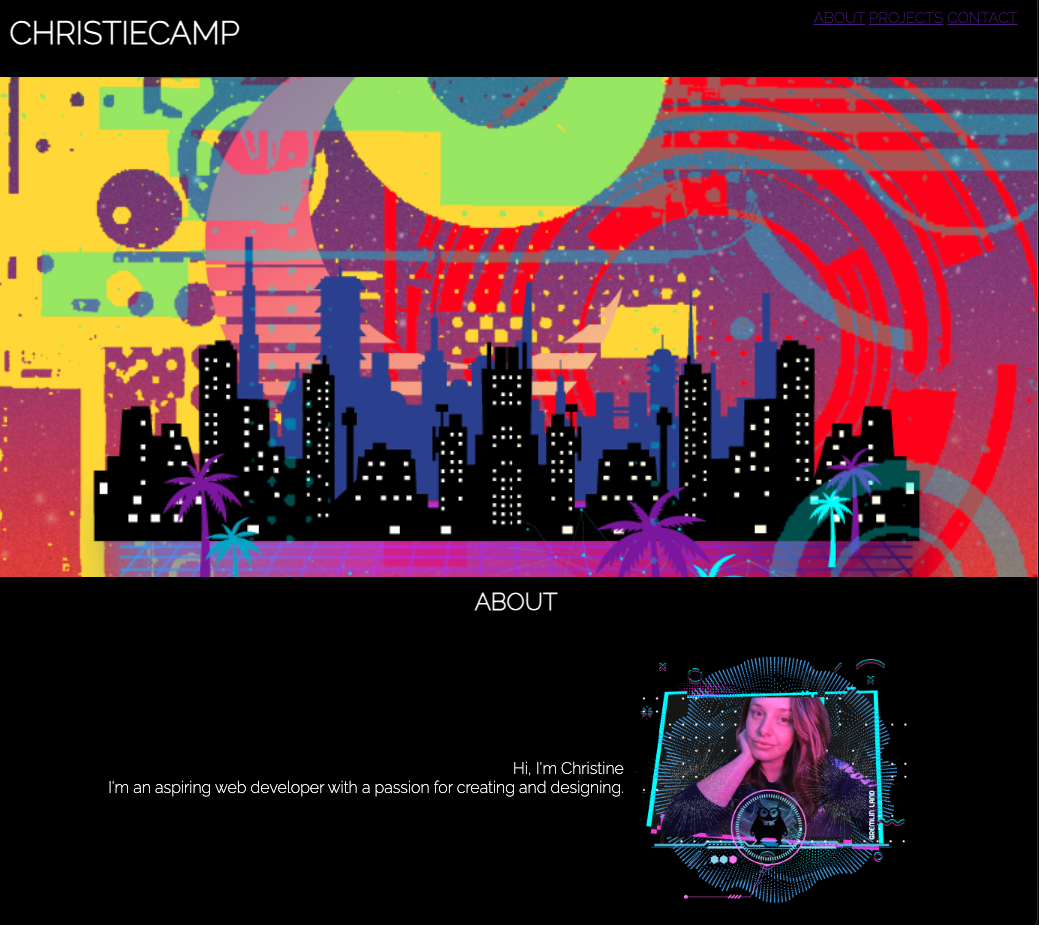 CHRISTIECAMP
ABOUT PROJECTS CONTACT
ABOUT
Hi, I'm Christine
I'm an aspiring web developer with a passion for creating and designing.
GREMLIN LAND